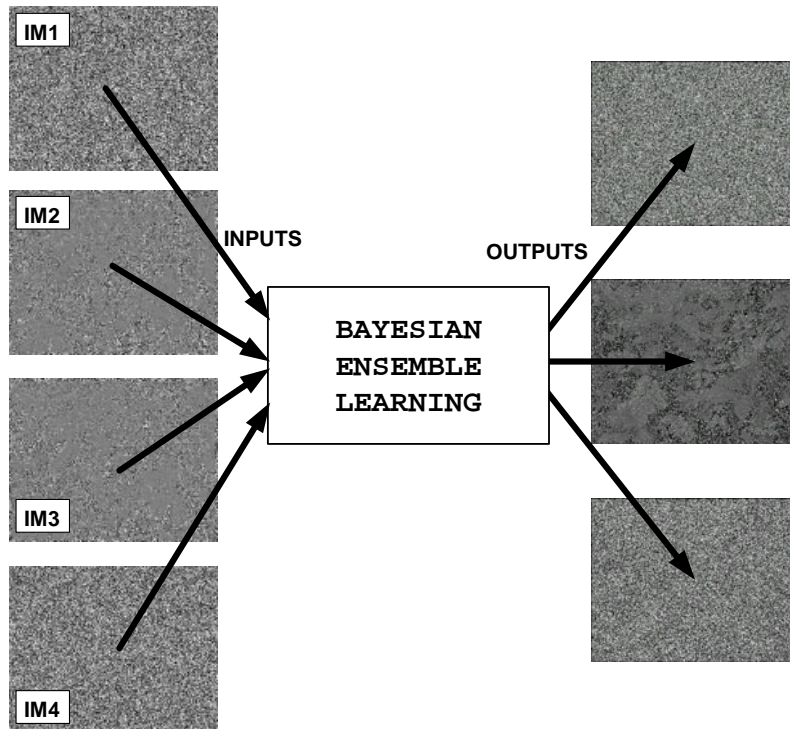 IM1
IM2
INPUTS
OUTPUTS
BAYESIAN
ENSEMBLE
LEARNING
IM3
IM4